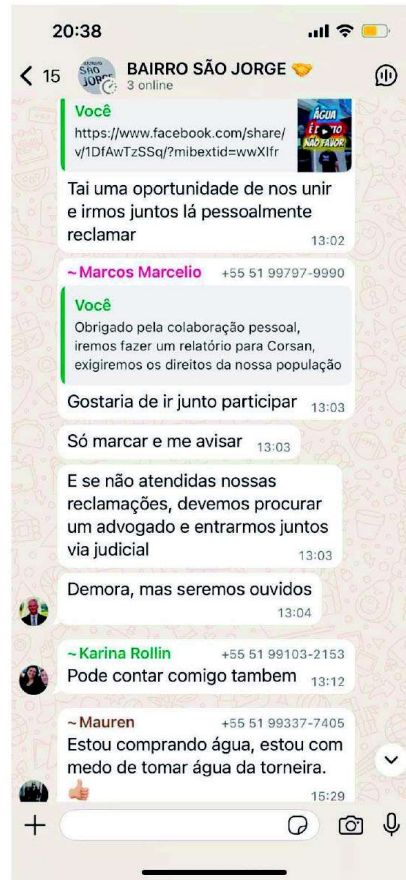 20:38
15
BAIRRO SÃO JORGE
3 online
Você
https://www.facebook.com/share/
v/1DfAwTzSSq/?mibextid=wwXIfr
ÁGUA
NÃO FAVOR
Tai uma oportunidade de nos unir
e irmos juntos lá pessoalmente
reclamar
13:02
~Marcos Marcelio +55 51 99797-9990
Você
Obrigado pela colaboração pessoal,
iremos fazer um relatório para Corsan,
exigiremos os direitos da nossa população
Gostaria de ir junto participar 13:03
Só marcar e me avisar 13:03
E se não atendidas nossas
reclamações, devemos procurar
um advogado e entrarmos juntos
via judicial
13:03
Demora, mas seremos ouvidos
13:04
~Karina Rollin +55 51 99103-2153
Pode contar comigo tambem 13:12
~Mauren +55 51 99337-7405
Estou comprando água, estou com
medo de tomar água da torneira.
15:29